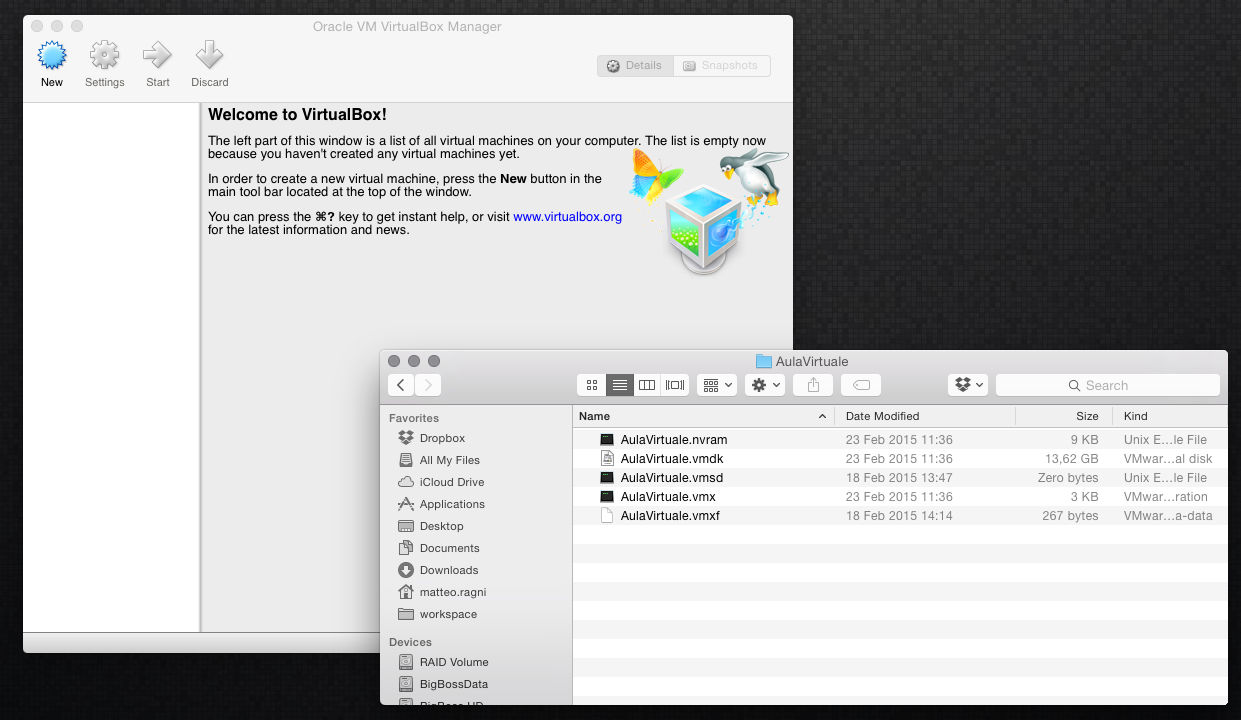 Oracle VM VirtualBox Manager
New Settings Start Discard
Details Snapshots
Welcome to VirtualBox!
The left part of this window is a list of all virtual machines on your computer. The list is empty now
because you haven't created any virtual machines yet.
In order to create a new virtual machine, press the New button in the
main tool bar located at the top of the window.
You can press the ⌘? key to get instant help, or visit www.virtualbox.org
for the latest information and news.
AulaVirtuale
Search
Favorites
Dropbox
All My Files
iCloud Drive
Applications
Desktop
Documents
Downloads
matteo.ragni
workspace
Devices
RAID Volume
BigBossData
BigBoss HD
Name Date Modified Size Kind
AulaVirtuale.nvram 23 Feb 2015 11:36 9 KB Unix E...le File
AulaVirtuale.vmdk 23 Feb 2015 11:36 13,62 GB VMwar...al disk
AulaVirtuale.vmsd 18 Feb 2015 13:47 Zero bytes Unix E...le File
AulaVirtuale.vmx 23 Feb 2015 11:36 3 KB VMwar...ration
AulaVirtuale.vmxf 18 Feb 2015 14:14 267 bytes VMwar...a-data